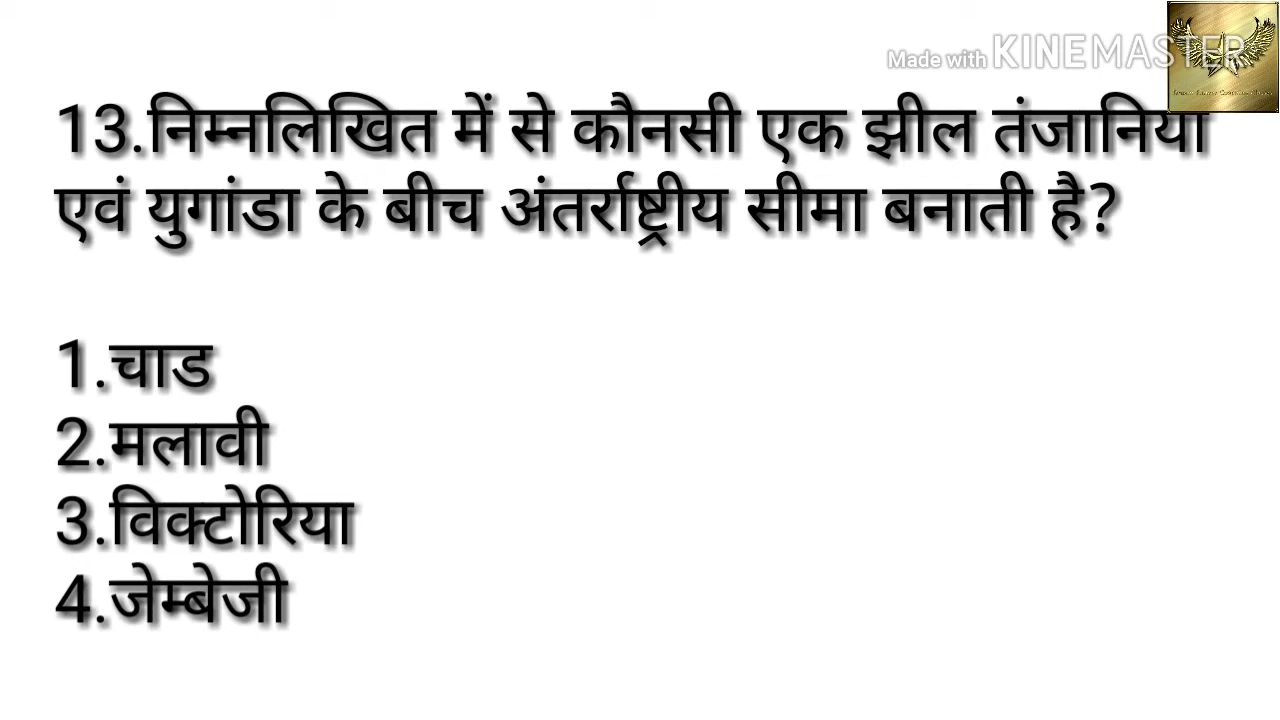 Made with KINEMASTER
13.निम्नलिखित में से कौनसी एक झील तंजानिया
एवं युगांडा के बीच अंतर्राष्ट्रीय सीमा बनाती है?
1.चाड
2.मलावी
3.विक्टोरिया
4.जेम्बेजी